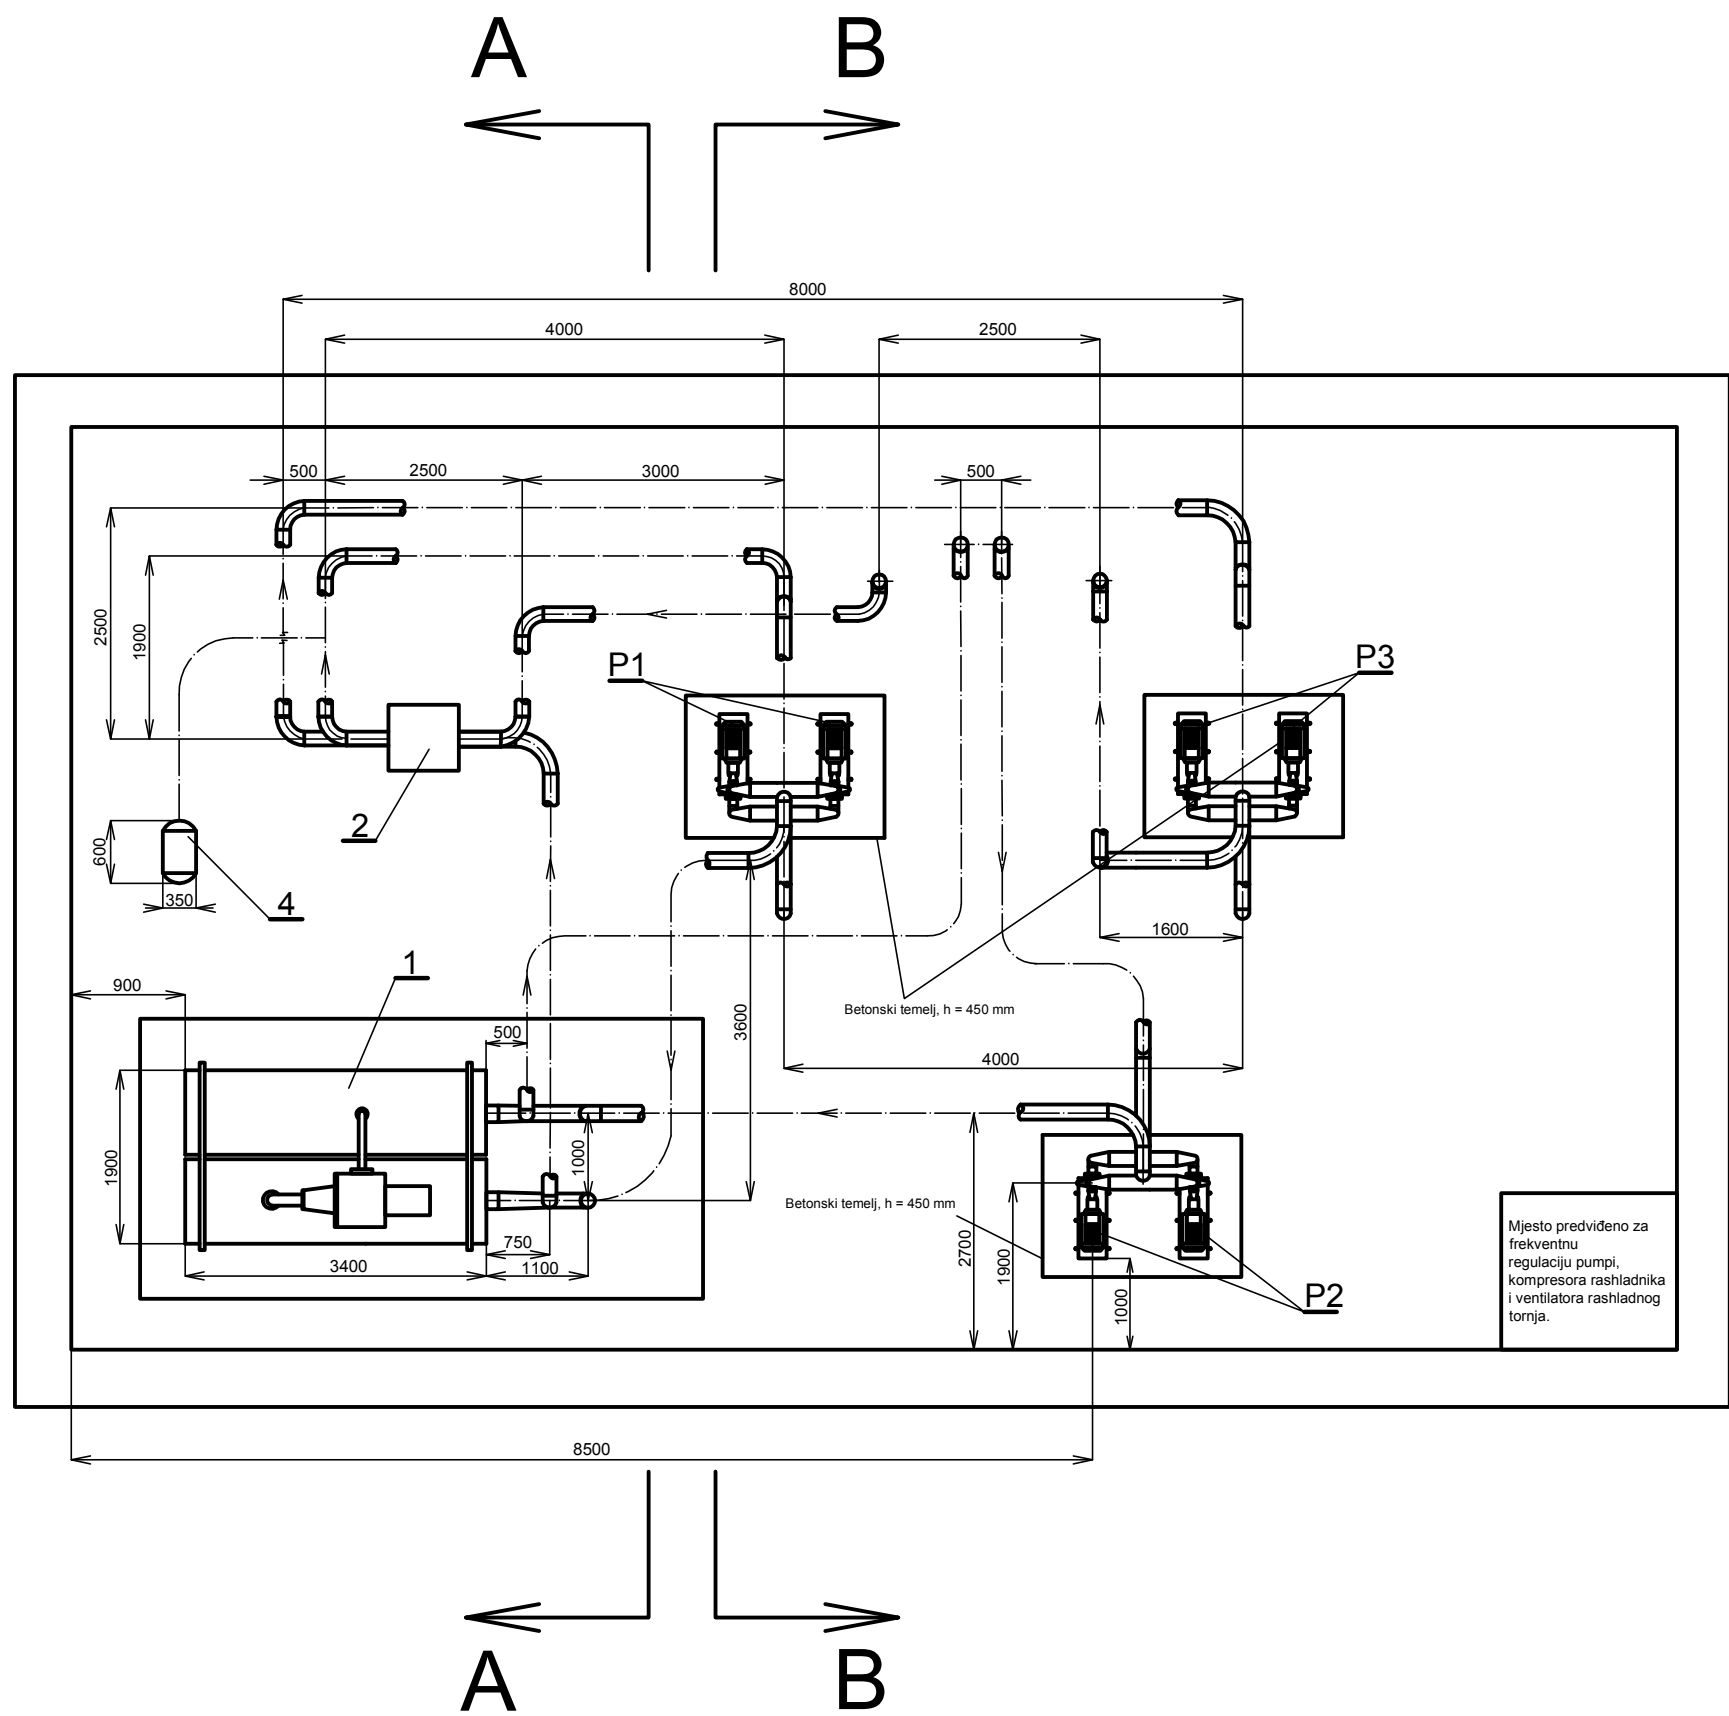 A B
8000
4000 2500
500 2500 3000 500
2500
1900
P1 P3
2
600
350
4
1600
1
900
Betonski temelj, h = 450 mm
3600
500
4000
1900
1000
Betonski temelj, h = 450 mm
2700
1900
1000
750
3400 1100
P2
Mjesto predviđeno za
frekventnu
regulaciju pumpi,
kompresora rashladnika
i ventilatora rashladnog
tornja.
8500
A B